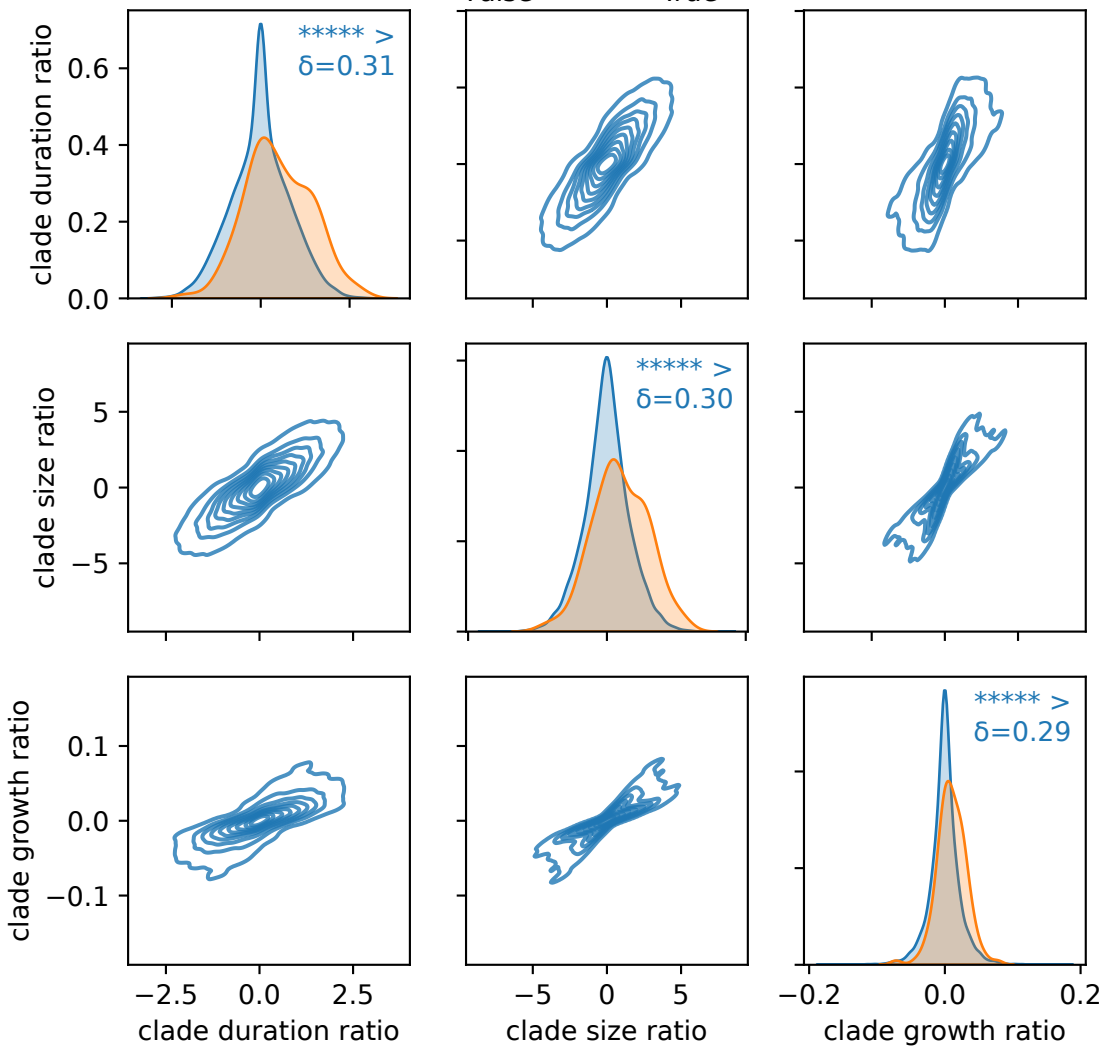 ***** >
δ=0.31
clade duration ratio
0.6
0.4
0.2
0.0
***** >
δ=0.30
clade size ratio
5
0
−5
***** >
δ=0.29
clade growth ratio
0.1
0.0
−0.1
−2.5 0.0 2.5 −5 0 5 −0.2 0.0 0.2
clade duration ratio clade size ratio clade growth ratio